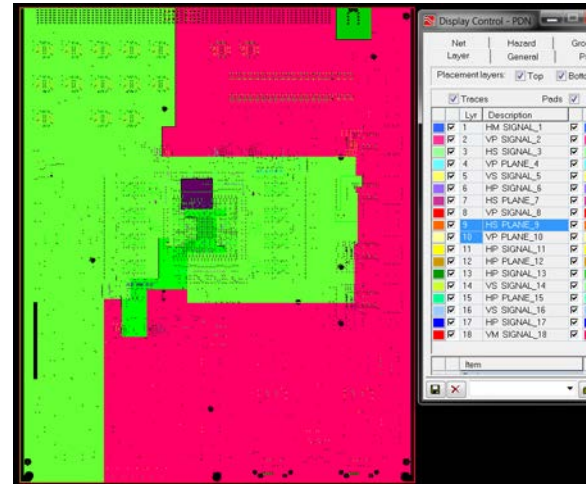 Display Control - PDN
Net Hazard Gro
Layer General P
Placement layers: Top Botto
Traces Pads
Lyr Description
1 HM SIGNAL_1
2 VP SIGNAL_2
3 HS SIGNAL_3
4 VP PLANE_4
5 VS SIGNAL_5
6 HP SIGNAL_6
7 HS PLANE_7
8 VP SIGNAL_8
9 HS PLANE_9
10 VP PLANE_10
11 HP SIGNAL_11
12 HP PLANE_12
13 HP SIGNAL_13
14 VS SIGNAL_14
15 HP PLANE_15
16 VS SIGNAL_16
17 HP SIGNAL_17
18 VM SIGNAL_18
Item